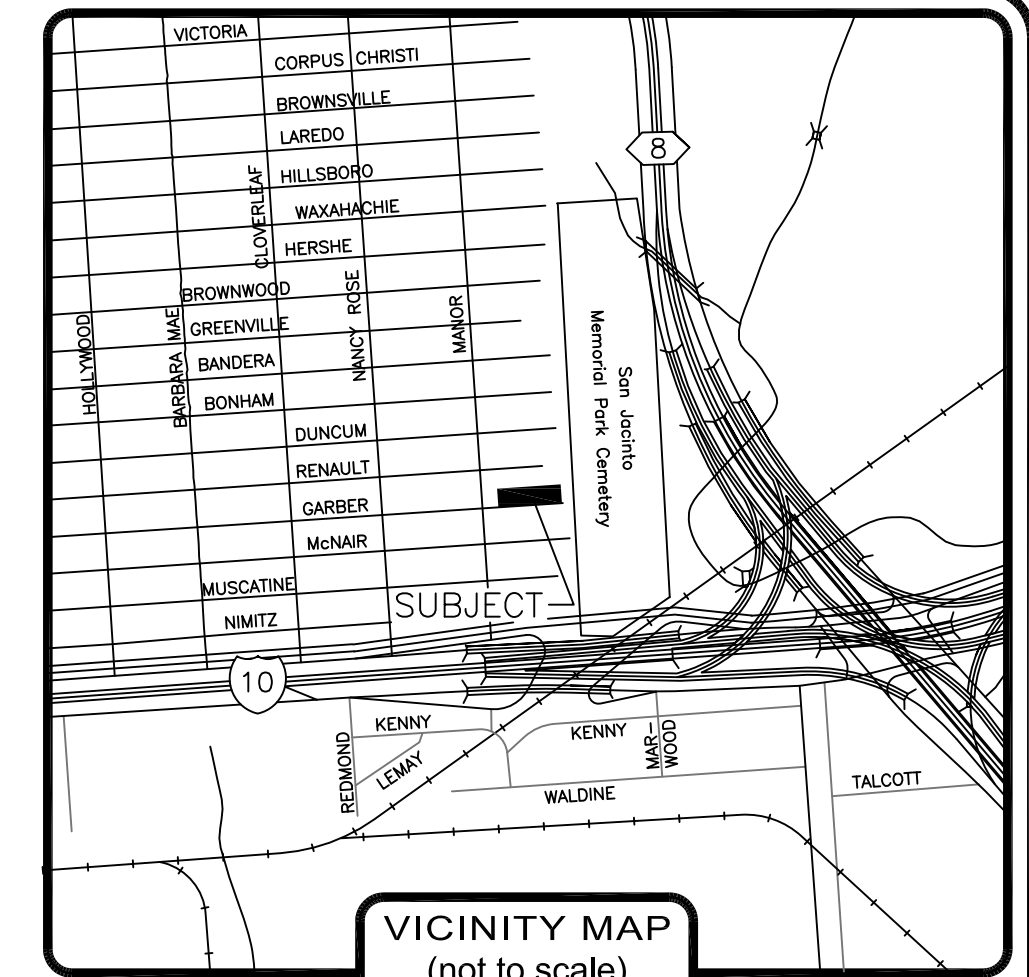 VICTORIA
CORPUS CHRISTI
BROWNSVILLE
LAREDO
HILLSBORO
WAXAHACHIE
HERSHE
BROWNWOOD
GREENVILLE
BANDERA
BONHAM
DUNCUM
RENAULT
GARBER
McNAIR
MUSCATINE
NIMITZ
HOLLYWOOD
BARBARA MAE
CLOVERLEAF
NANCY ROSE
MANOR
8
San Jacinto
Memorial Park Cemetery
SUBJECT
10
REDMOND
KENNY
LEMAY
KENNY
MAR-
WOOD
WALDINE
TALCOTT
VICINITY MAP
(not to scale)